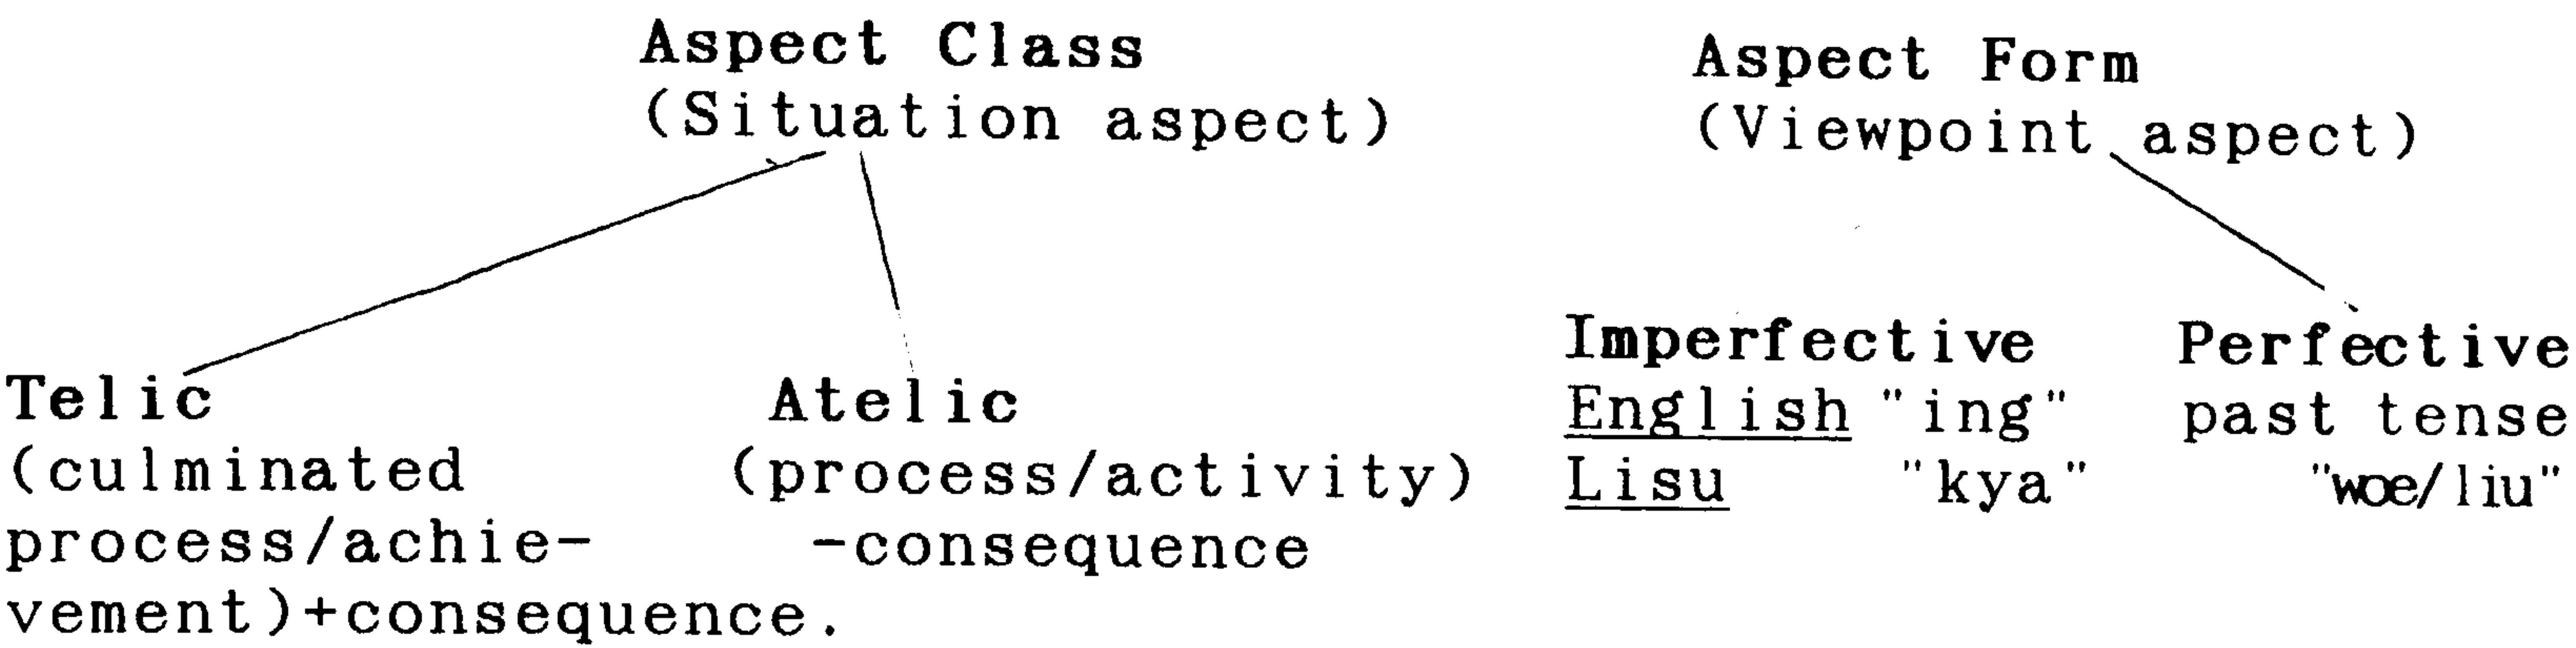 Aspect Class
(Situation aspect)
Telic
(culminated
process/achie-
vement)+consequence.
Atelic
(process/activity)
-consequence
Aspect Form
(Viewpoint aspect)
Imperfective Perfective
English "ing" past tense
Lisu "kya" "woe/liu"